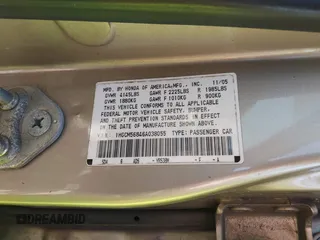 MFD. BY HONDA OF AMERICA MFG., INC. 11/05
GVWR 4145LBS GAWR F 2225LBS R 1985LBS
GVWR 1880KG GAWR F 1010KG R 900KG
THIS VEHICLE CONFORMS TO ALL APPLICABLE
FEDERAL MOTOR VEHICLE SAFETY, BUMPER,
AND THEFT PREVENTION STANDARDS IN EFFECT
ON THE DATE OF MANUFACTURE SHOWN ABOVE.
TYPE: PASSENGER CAR
DREAMBID